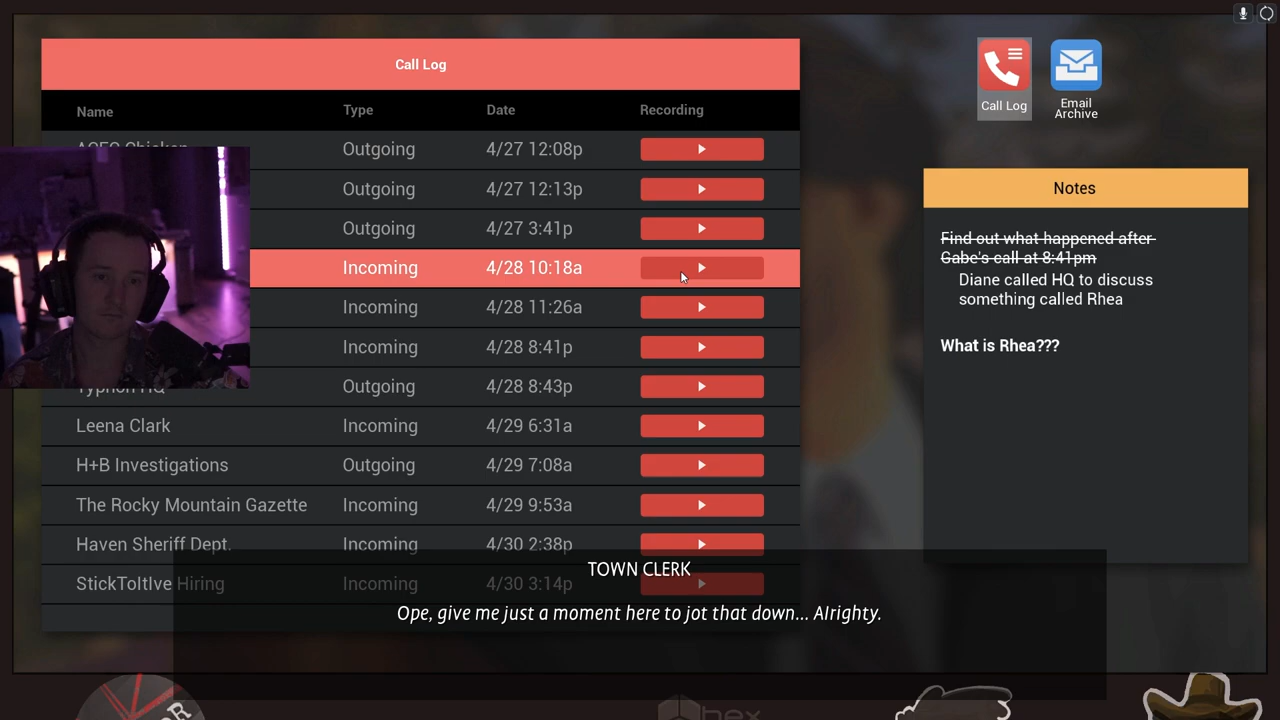 Call Log
Name Type Date Recording
ACES Chicken Outgoing 4/27 12:08p
Outgoing 4/27 12:13p
Outgoing 4/27 3:41p
Incoming 4/28 10:18a
Incoming 4/28 11:26a
Incoming 4/28 8:41p
Typhon HQ Outgoing 4/28 8:43p
Leena Clark Incoming 4/29 6:31a
H+B Investigations Outgoing 4/29 7:08a
The Rocky Mountain Gazette Incoming 4/29 9:53a
Haven Sheriff Dept. Incoming 4/30 2:38p
StickToItIve Hiring Incoming 4/30 3:14p
Call Log
Email
Archive
Notes
Find out what happened after
Gabe's call at 8:41pm
Diane called HQ to discuss
something called Rhea
What is Rhea???
TOWN CLERK
Ope, give me just a moment here to jot that down... Alrighty.
hex